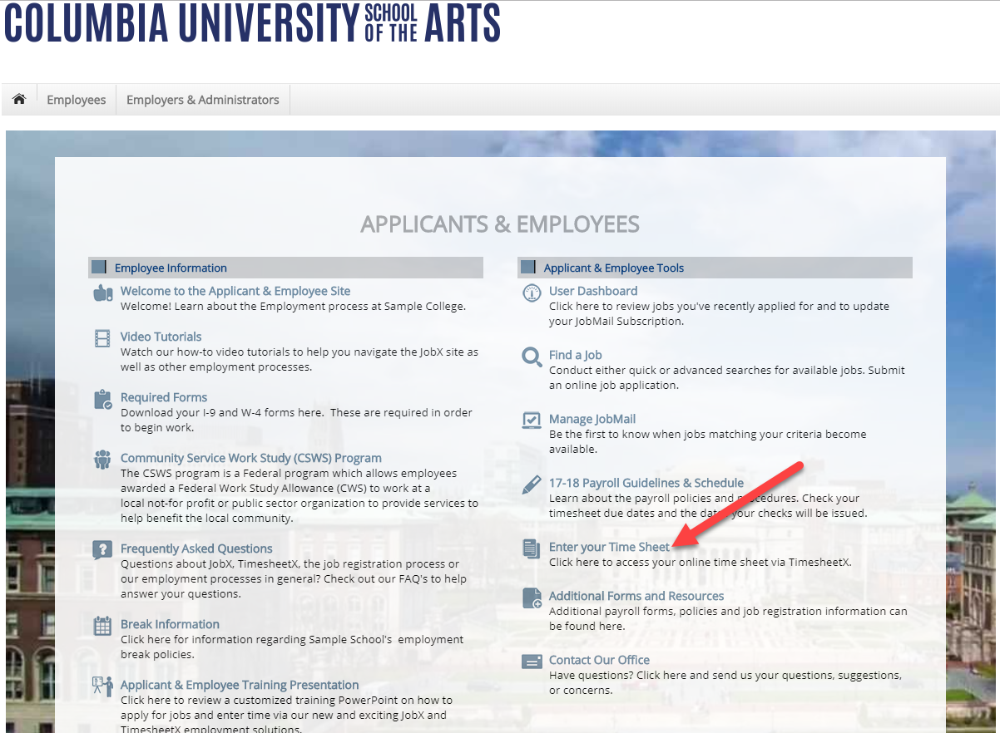 COLUMBIA UNIVERSITY SCHOOL OF THE ARTS
Employees
Employers & Administrators
APPLICANTS & EMPLOYEES
Employee Information
Welcome to the Applicant & Employee Site
Welcome! Learn about the Employment process at Sample College.
Video Tutorials
Watch our how-to video tutorials to help you navigate the JobX site as
well as other employment processes.
Required Forms
Download your I-9 and W-4 forms here.  These are required in order
to begin work.
Community Service Work Study (CSWS) Program
The CSWS program is a Federal program which allows employees
awarded a Federal Work Study Allowance (CWS) to work at a
local not-for profit or public sector organization to provide services to
help benefit the local community.
Frequently Asked Questions
Questions about JobX, TimesheetX, the job registration process or
our employment processes in general? Check out our FAQ's to help
answer your questions.
Break Information
Click here for information regarding Sample School's  employment
break policies.
Applicant & Employee Training Presentation
Click here to review a customized training PowerPoint on how to
apply for jobs and enter time via our new and exciting JobX and
TimesheetX employment solutions.
Applicant & Employee Tools
User Dashboard
Click here to review jobs you've recently applied for and to update
your JobMail Subscription.
Find a Job
Conduct either quick or advanced searches for available jobs. Submit
an online job application.
Manage JobMail
Be the first to know when jobs matching your criteria become
available.
17-18 Payroll Guidelines & Schedule
Learn about the payroll policies and procedures. Check your
timesheet due dates and the dates your checks will be issued.
Enter your Time Sheet
Click here to access your online time sheet via TimesheetX.
Additional Forms and Resources
Additional payroll forms, policies and job registration information can
be found here.
Contact Our Office
Have questions? Click here and send us your questions, suggestions,
or concerns.